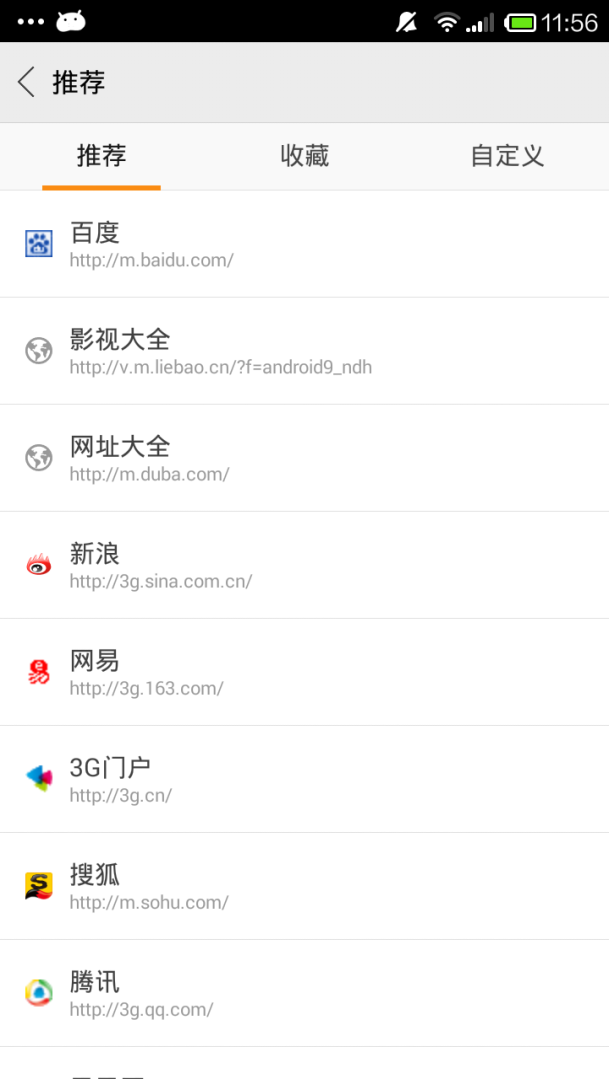 11:56
推荐
推荐
收藏
自定义
百度
http://m.baidu.com/
影视大全
http://v.m.liebao.cn/?f=android9_ndh
网址大全
http://m.duba.com/
新浪
http://3g.sina.com.cn/
网易
http://3g.163.com/
3G门户
http://3g.cn/
搜狐
http://m.sohu.com/
腾讯
http://3g.qq.com/